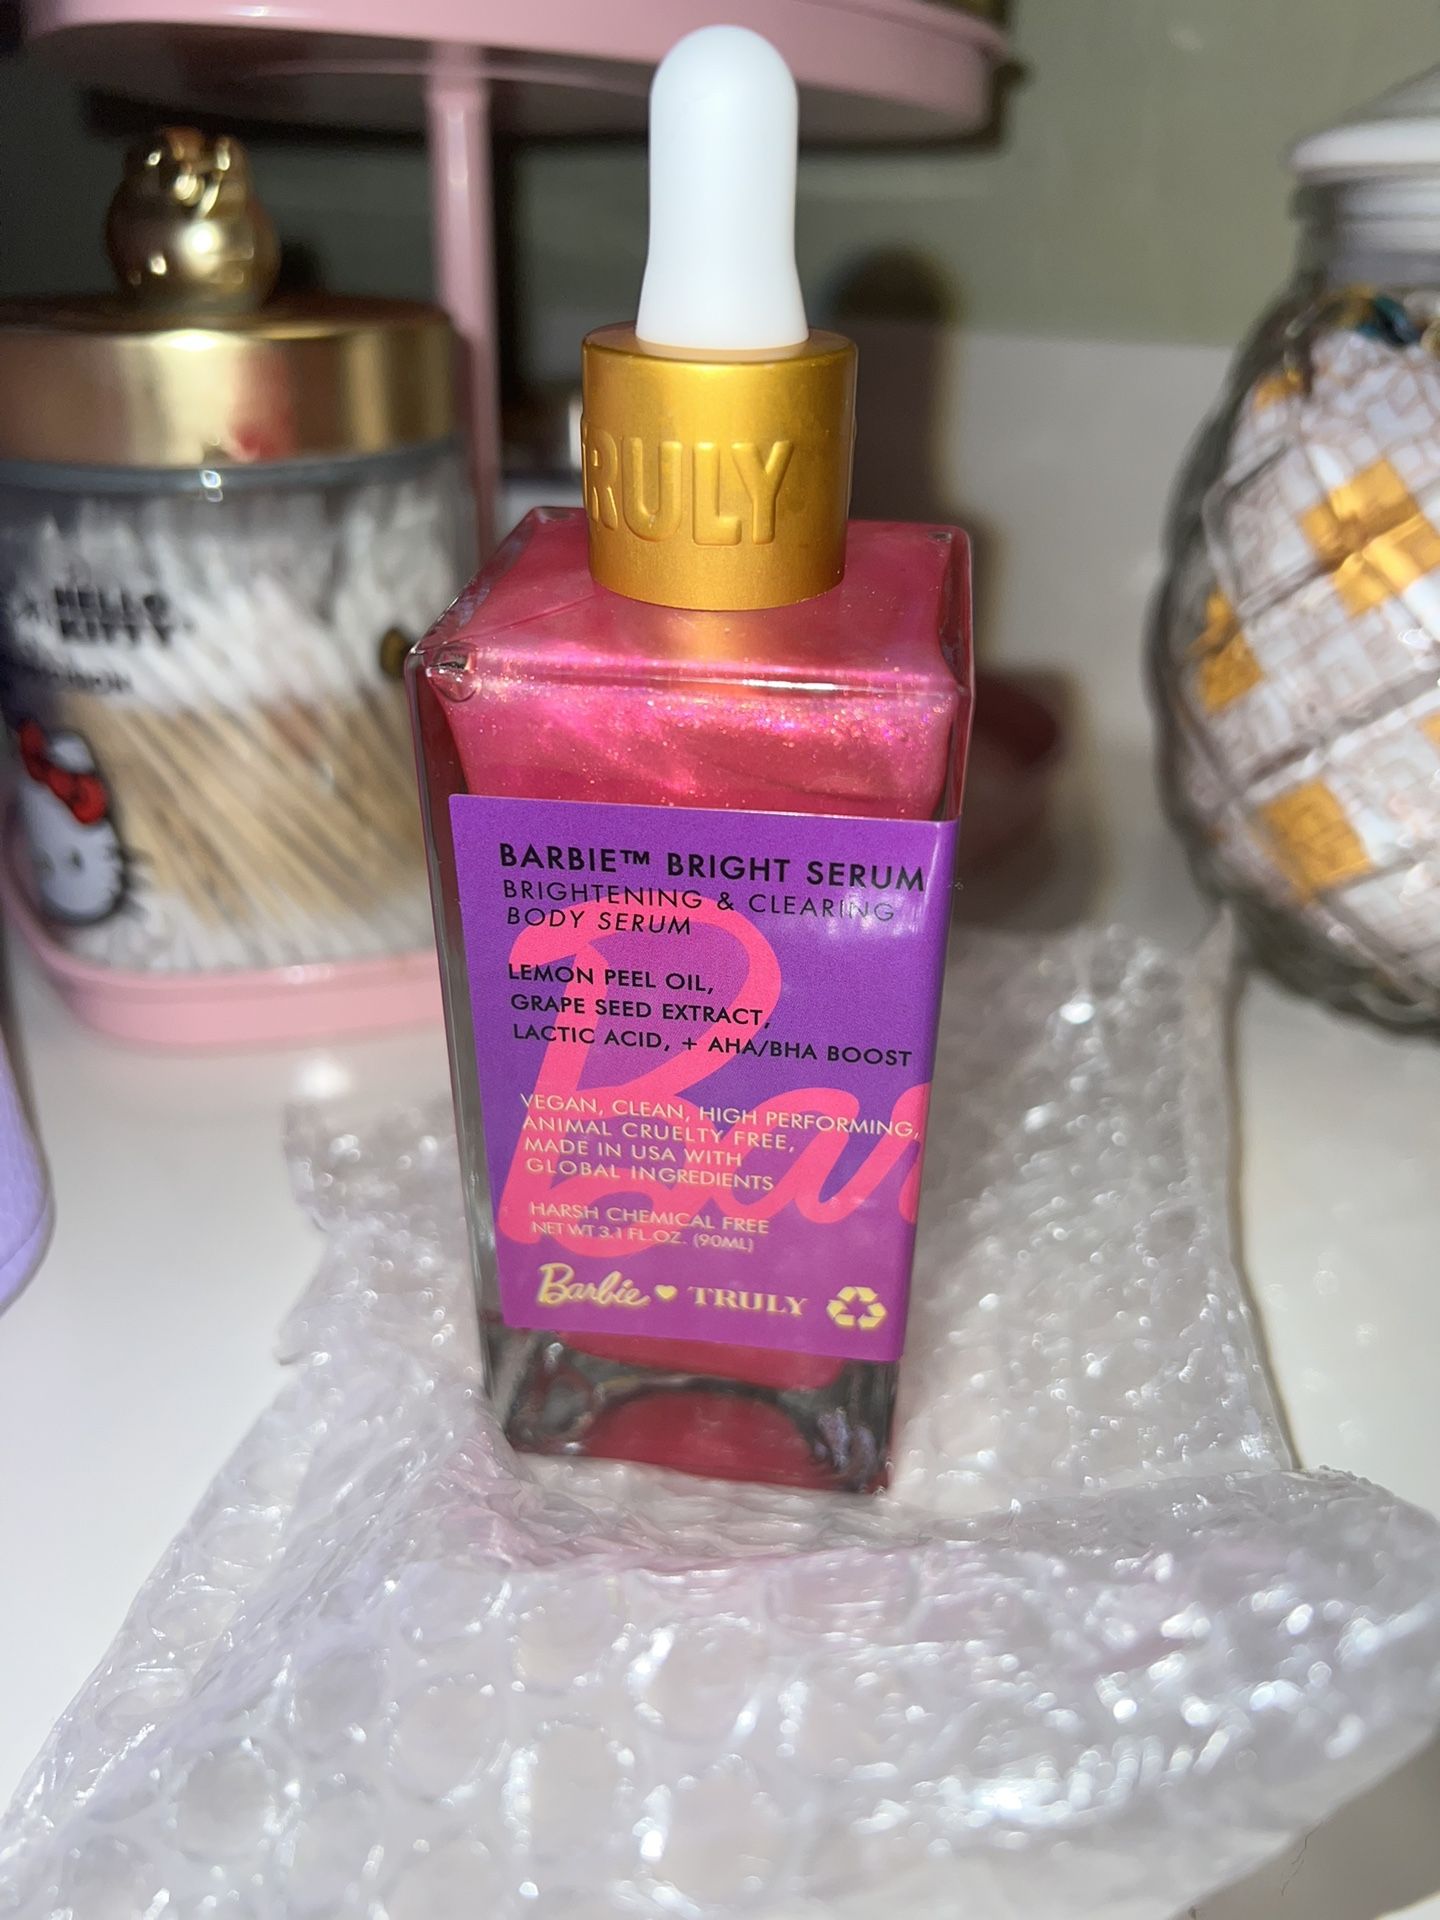 TRULY
HELLO
KITTY
BARBIE™ BRIGHT SERUM
BRIGHTENING & CLEARING
BODY SERUM
LEMON PEEL OIL,
GRAPE SEED EXTRACT,
LACTIC ACID, + AHA/BHA BOOST
VEGAN, CLEAN, HIGH PERFORMING,
ANIMAL CRUELTY FREE,
MADE IN USA WITH
GLOBAL INGREDIENTS
HARSH CHEMICAL FREE
NET WT 3.1 FL.OZ. (90ML)
Bar
Barbie ♥ TRULY